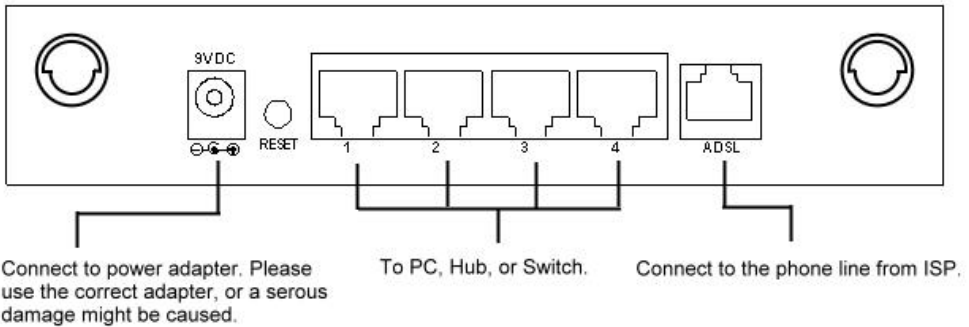 9VDC
RESET
1 2 3 4
ADSL
Connect to power adapter. Please
use the correct adapter, or a serous
damage might be caused.
To PC, Hub, or Switch.
Connect to the phone line from ISP.